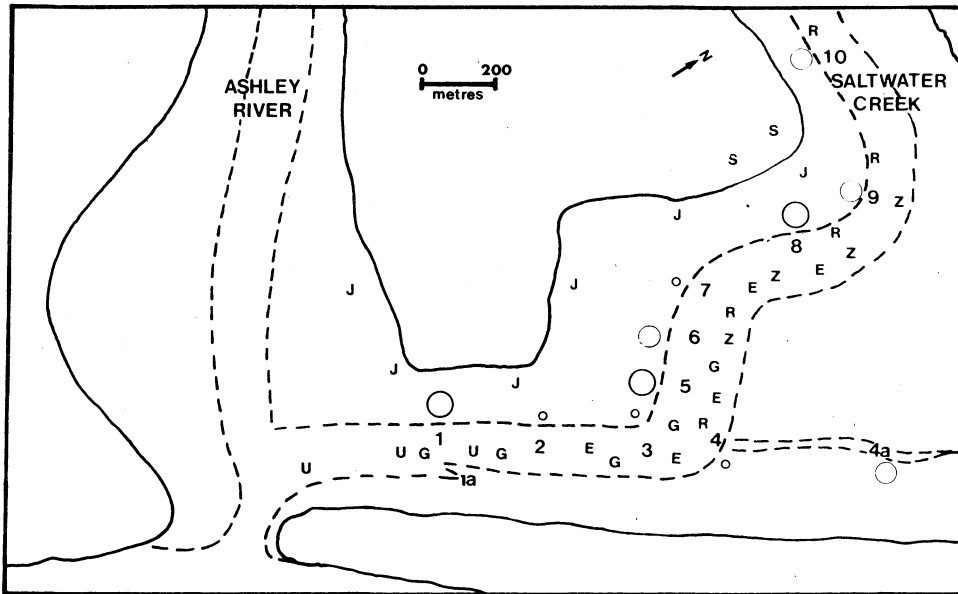 R
10
0 200
N
metres
ASHLEY
RIVER
SALTWATER
CREEK
S
S
R
J
9
Z
J
8
R
Z
J
J
7
E
Z
E
R
6
Z
G
J
J
5
E
1
2
3
G
R
4
U
U
G
U
G
E
G
E
4a
1a